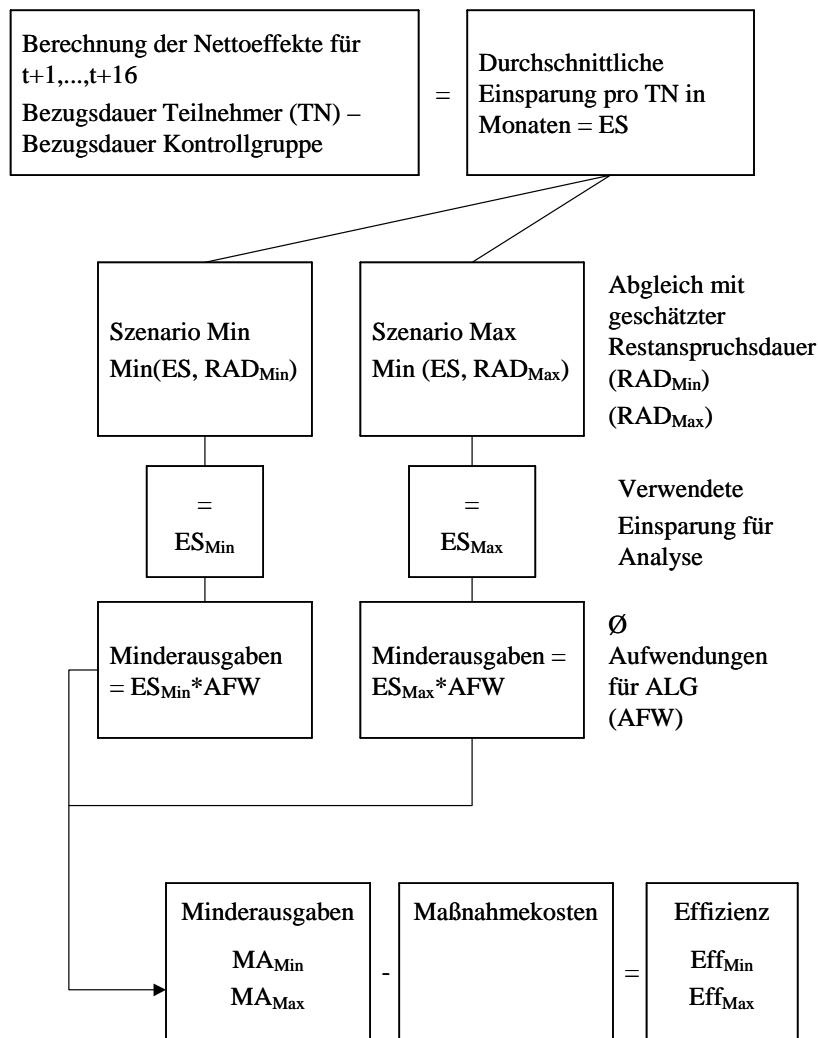 Berechnung der Nettoeffekte für
t+1,...,t+16
Bezugsdauer Teilnehmer (TN) –
Bezugsdauer Kontrollgruppe
=
Durchschnittliche
Einsparung pro TN in
Monaten = ES
Szenario Min
Min(ES, RADMin)
Szenario Max
Min (ES, RADMax)
Abgleich mit
geschätzter
Restanspruchsdauer
(RADMin)
(RADMax)
=
ESMin
=
ESMax
Verwendete
Einsparung für
Analyse
Minderausgaben
= ESMin*AFW
Minderausgaben =
ESMax*AFW
Ø
Aufwendungen
für ALG
(AFW)
Minderausgaben
MAMin
MAMax
-
Maßnahmekosten
=
Effizienz
EffMin
EffMax